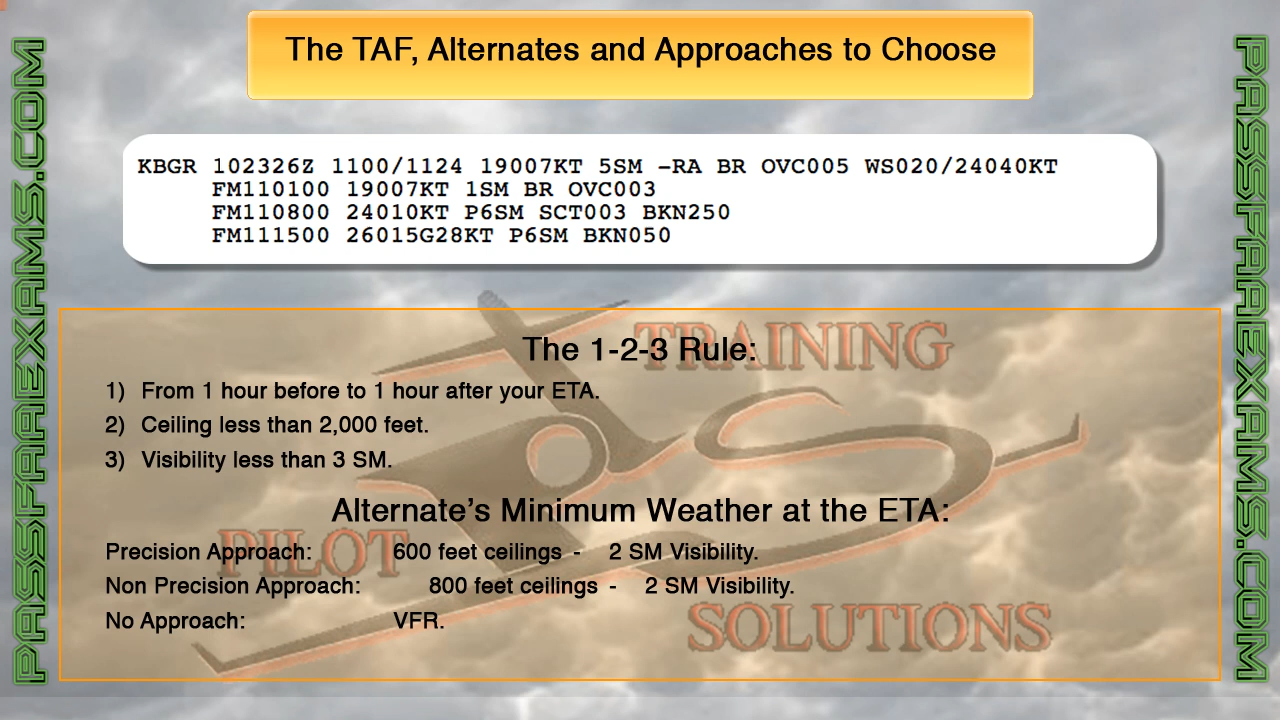 The TAF, Alternates and Approaches to Choose
PASSFAAEXAMS.COM
PASSFAAEXAMS.COM
KBGR 102326Z 1100/1124 19007KT 5SM -RA BR OVC005 WS020/24040KT
FM110100 19007KT 1SM BR OVC003
FM110800 24010KT P6SM SCT003 BKN250
FM111500 26015G28KT P6SM BKN050
The 1-2-3 Rule:
1) From 1 hour before to 1 hour after your ETA.
2) Ceiling less than 2,000 feet.
3) Visibility less than 3 SM.
Alternate's Minimum Weather at the ETA:
Precision Approach: 600 feet ceilings - 2 SM Visibility.
Non Precision Approach: 800 feet ceilings - 2 SM Visibility.
No Approach: VFR.
PILOT
TRAINING
SOLUTIONS